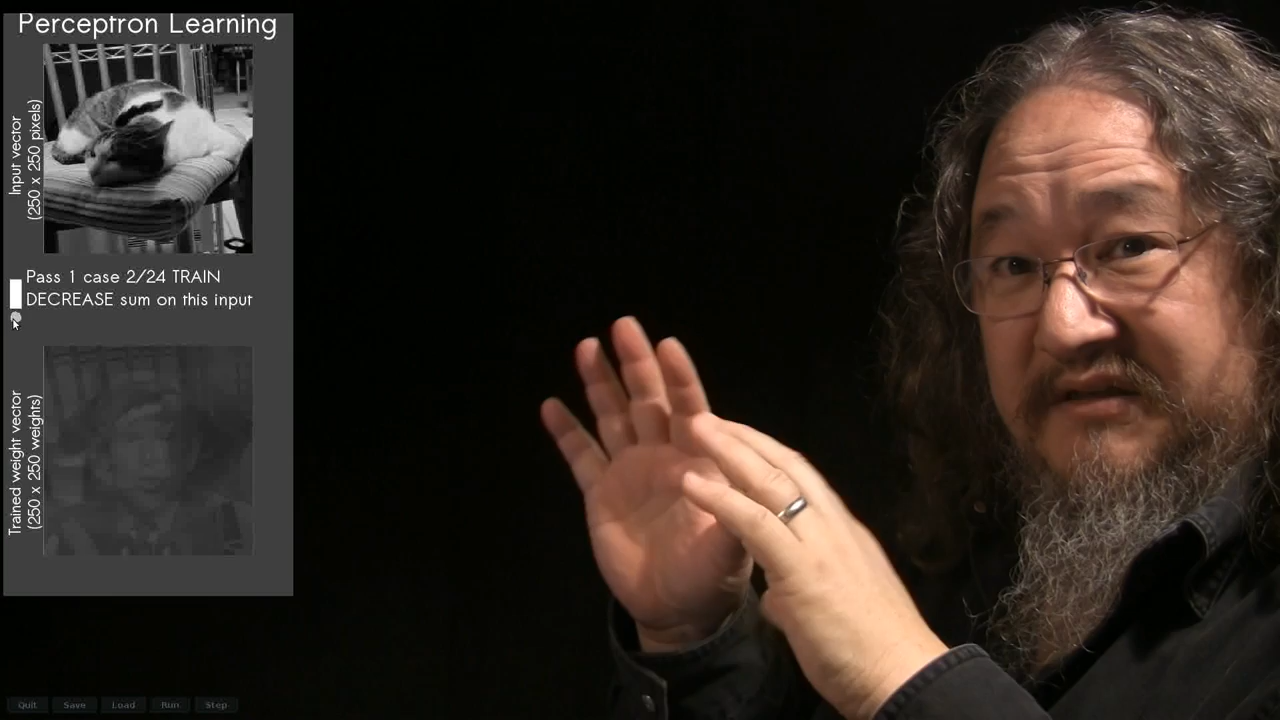 Perceptron Learning
Input vector
(250 x 250 pixels)
Pass 1 case 2/24 TRAIN
DECREASE sum on this input
Trained weight vector
(250 x 250 weights)
Quit Save Load Run Step